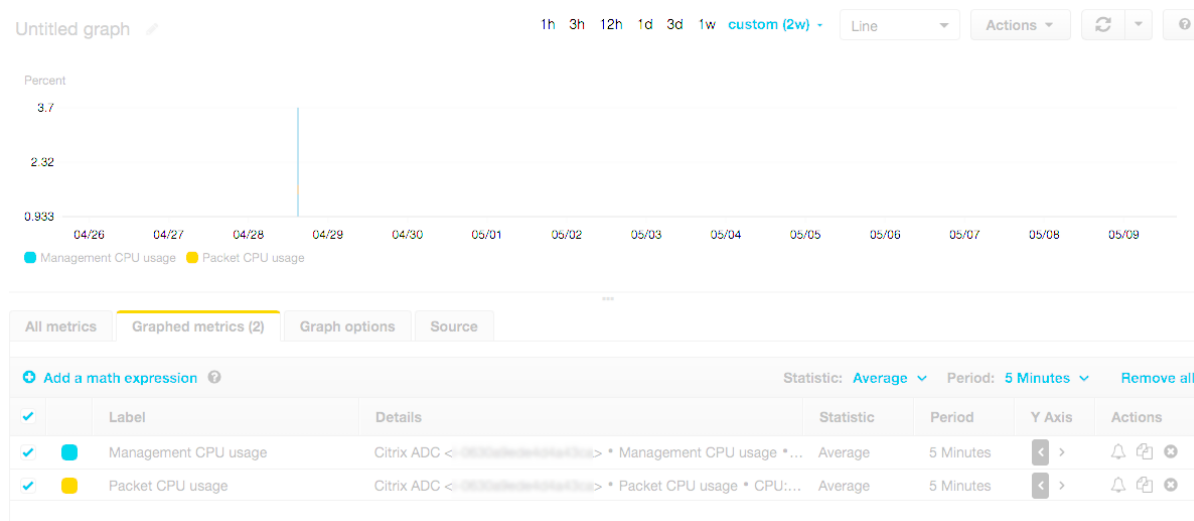 Untitled graph 1h 3h 12h 1d 3d 1w custom (2w) Line Actions
Percent
3.7
2.32
0.933
04/26 04/27 04/28 04/29 04/30 05/01 05/02 05/03 05/04 05/05 05/06 05/07 05/08 05/09
Management CPU usage Packet CPU usage
All metrics Graphed metrics (2) Graph options Source
Add a math expression Statistic: Average Period: 5 Minutes Remove all
Label Details Statistic Period Y Axis Actions
Management CPU usage Citrix ADC < > • Management CPU usage •... Average 5 Minutes < >
Packet CPU usage Citrix ADC < > • Packet CPU usage • CPU:... Average 5 Minutes < >